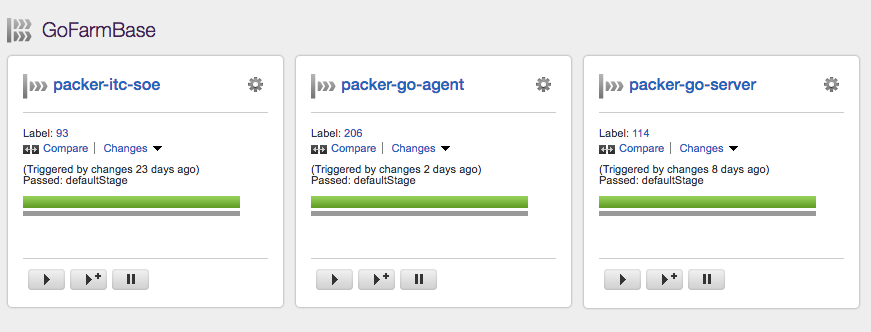 GoFarmBase
packer-itc-soe
Label: 93
Compare | Changes
(Triggered by changes 23 days ago)
Passed: defaultStage
packer-go-agent
Label: 206
Compare | Changes
(Triggered by changes 2 days ago)
Passed: defaultStage
packer-go-server
Label: 114
Compare | Changes
(Triggered by changes 8 days ago)
Passed: defaultStage